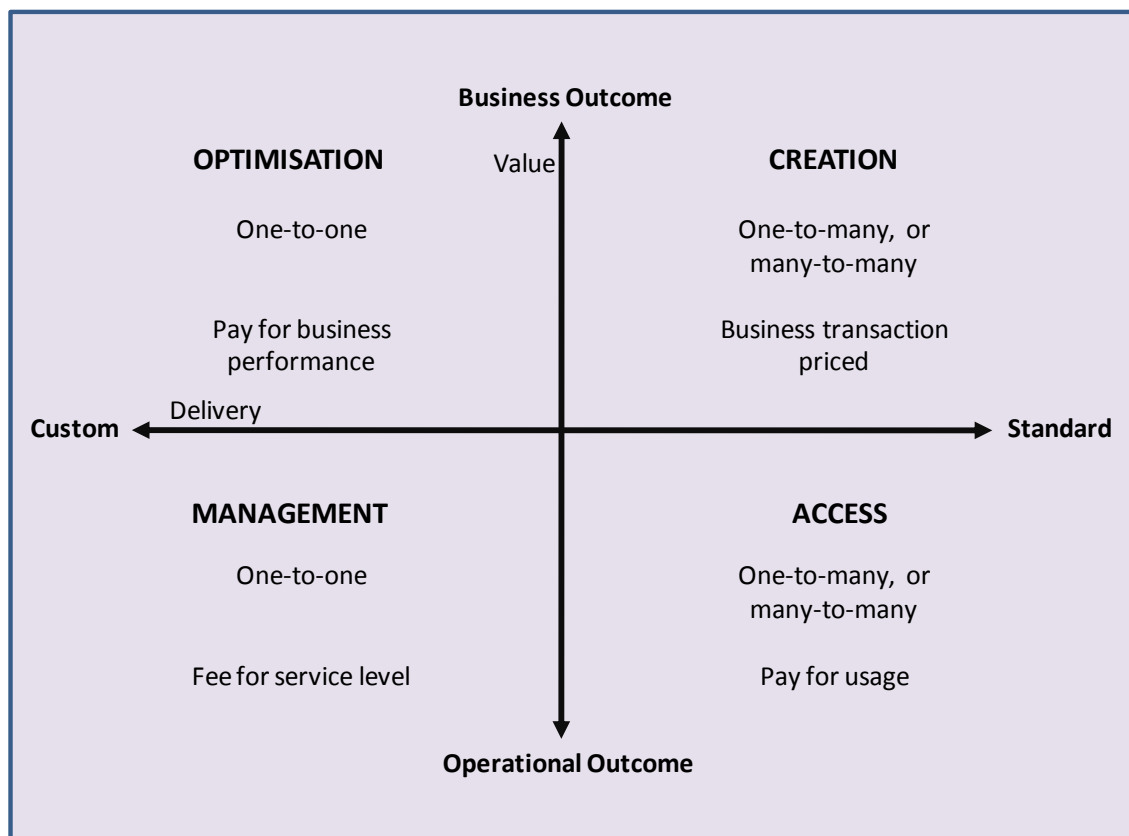 Business Outcome
OPTIMISATION
Value
CREATION
One-to-one
One-to-many, or
many-to-many
Pay for business
performance
Business transaction
priced
Delivery
Custom
Standard
MANAGEMENT
ACCESS
One-to-one
One-to-many, or
many-to-many
Fee for service level
Pay for usage
Operational Outcome